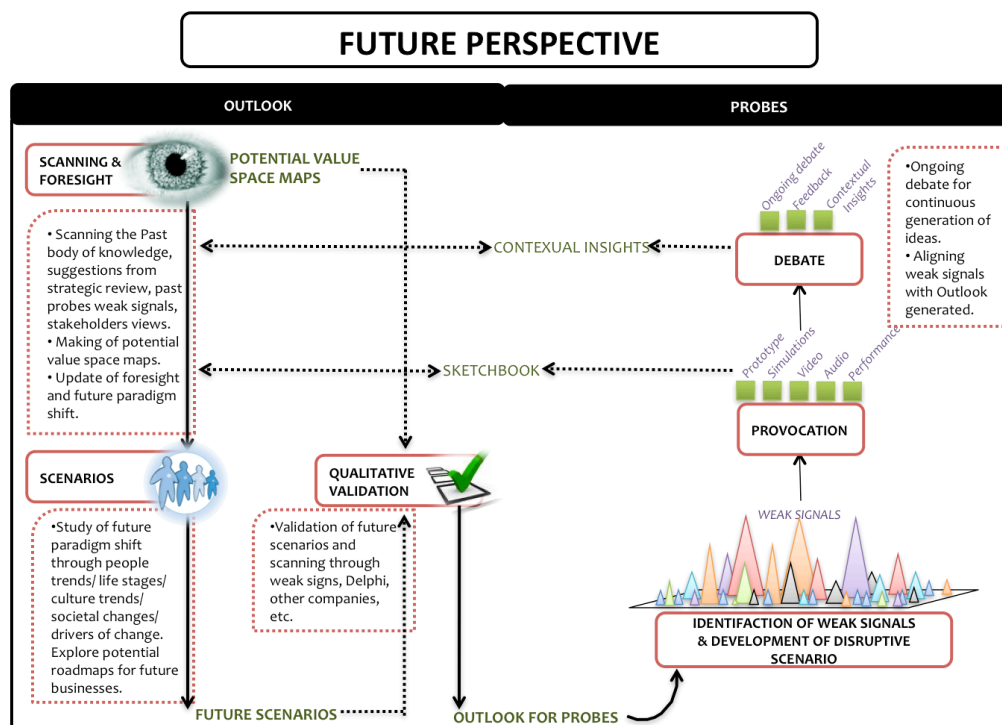 FUTURE PERSPECTIVE
OUTLOOK
PROBES
SCANNING &
FORESIGHT
POTENTIAL VALUE
SPACE MAPS
• Scanning the Past
body of knowledge,
suggestions from
strategic review, past
probes weak signals,
stakeholders views.
• Making of potential
value space maps.
• Update of foresight
and future paradigm
shift.
SCENARIOS
•Study of future
paradigm shift
through people
trends/ life stages/
culture trends/
societal changes/
drivers of change.
Explore potential
roadmaps for future
businesses.
FUTURE SCENARIOS
QUALITATIVE
VALIDATION
•Validation of future
scenarios and
scanning through
weak signs, Delphi,
other companies,
etc.
OUTLOOK FOR PROBES
CONTEXUAL INSIGHTS
SKETCHBOOK
Ongoing debate
Feedback
Contextual
Insights
DEBATE
•Ongoing
debate for
continuous
generation of
ideas.
• Aligning
weak signals
with Outlook
generated.
Prototype
Simulations
Video
Audio
Performance
PROVOCATION
WEAK SIGNALS
IDENTIFACTION OF WEAK SIGNALS
& DEVELOPMENT OF DISRUPTIVE
SCENARIO